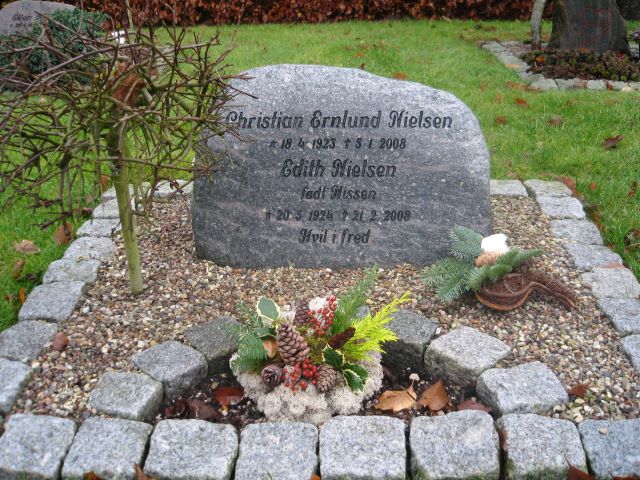 Christian Ernlund Nielsen
* 18.4.1923 † 5.1.2008
Edith Nielsen
født Nissen
* 20.5.1924 † 21.2.2008
Hvil i fred